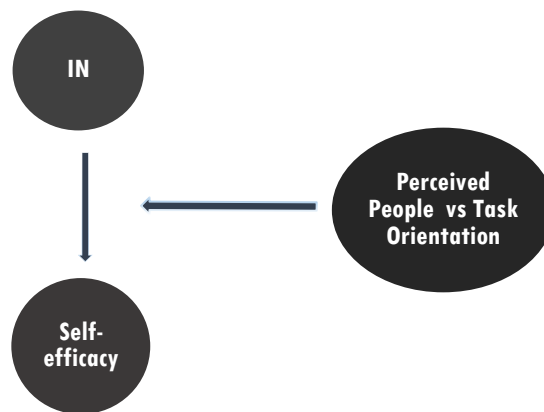 IN
Perceived
People vs Task
Orientation
Self-
efficacy